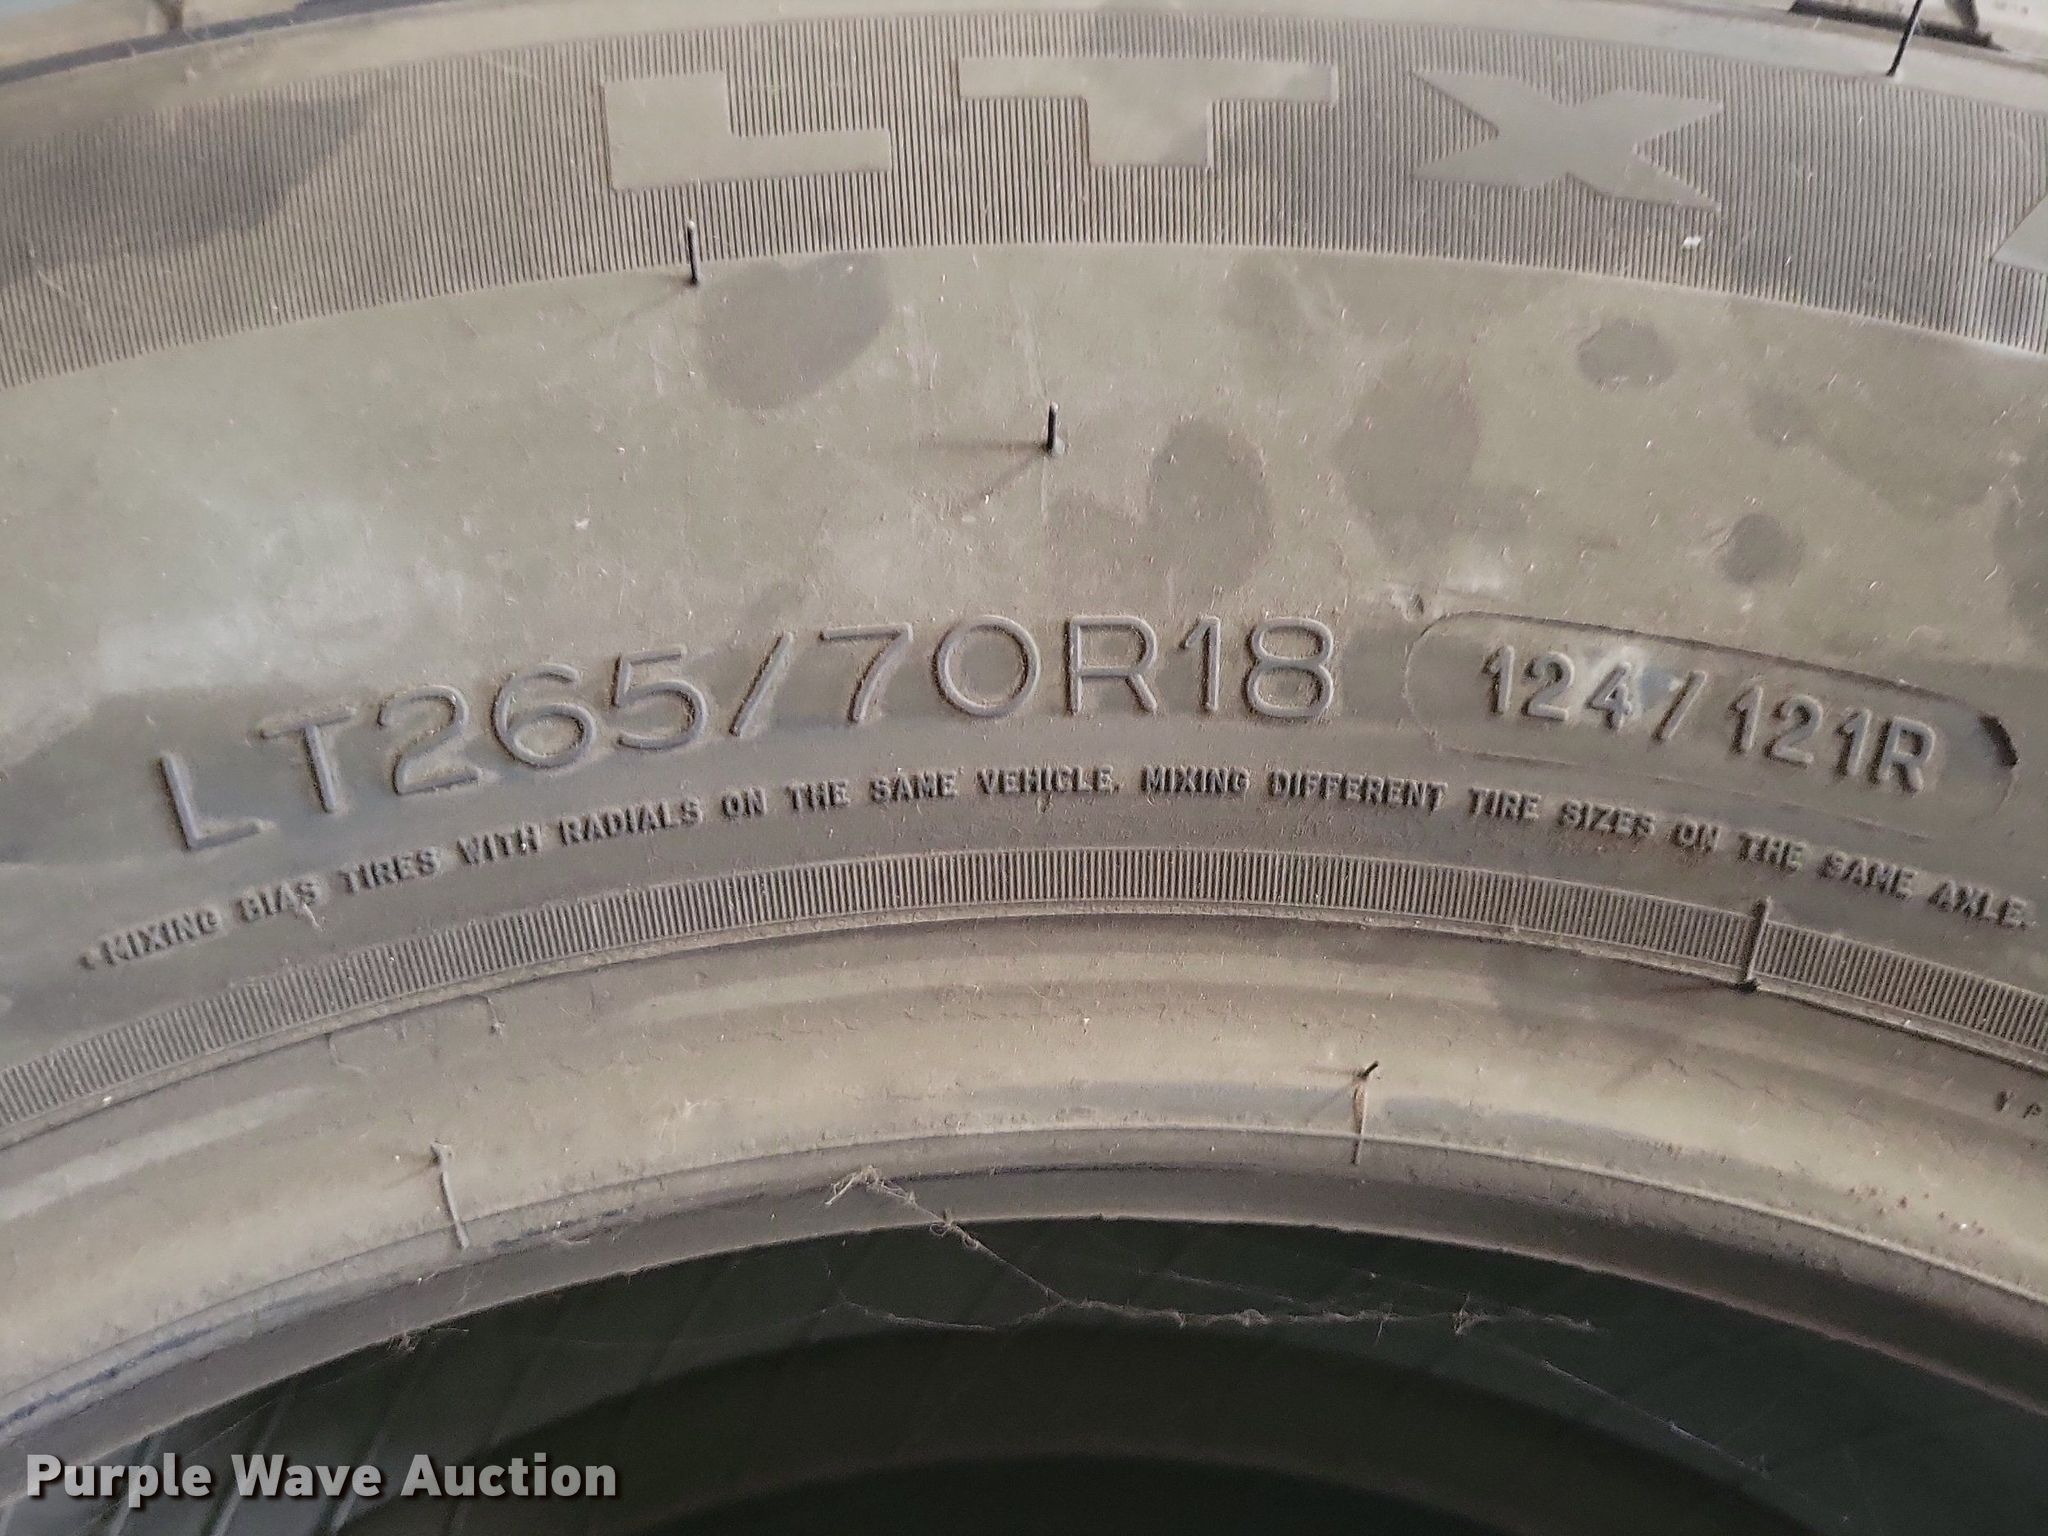 LTX
LT265/70R18 124/121R
• MIXING BIAS TIRES WITH RADIALS ON THE SAME VEHICLE. MIXING DIFFERENT TIRE SIZES ON THE SAME AXLE.
Purple Wave Auction